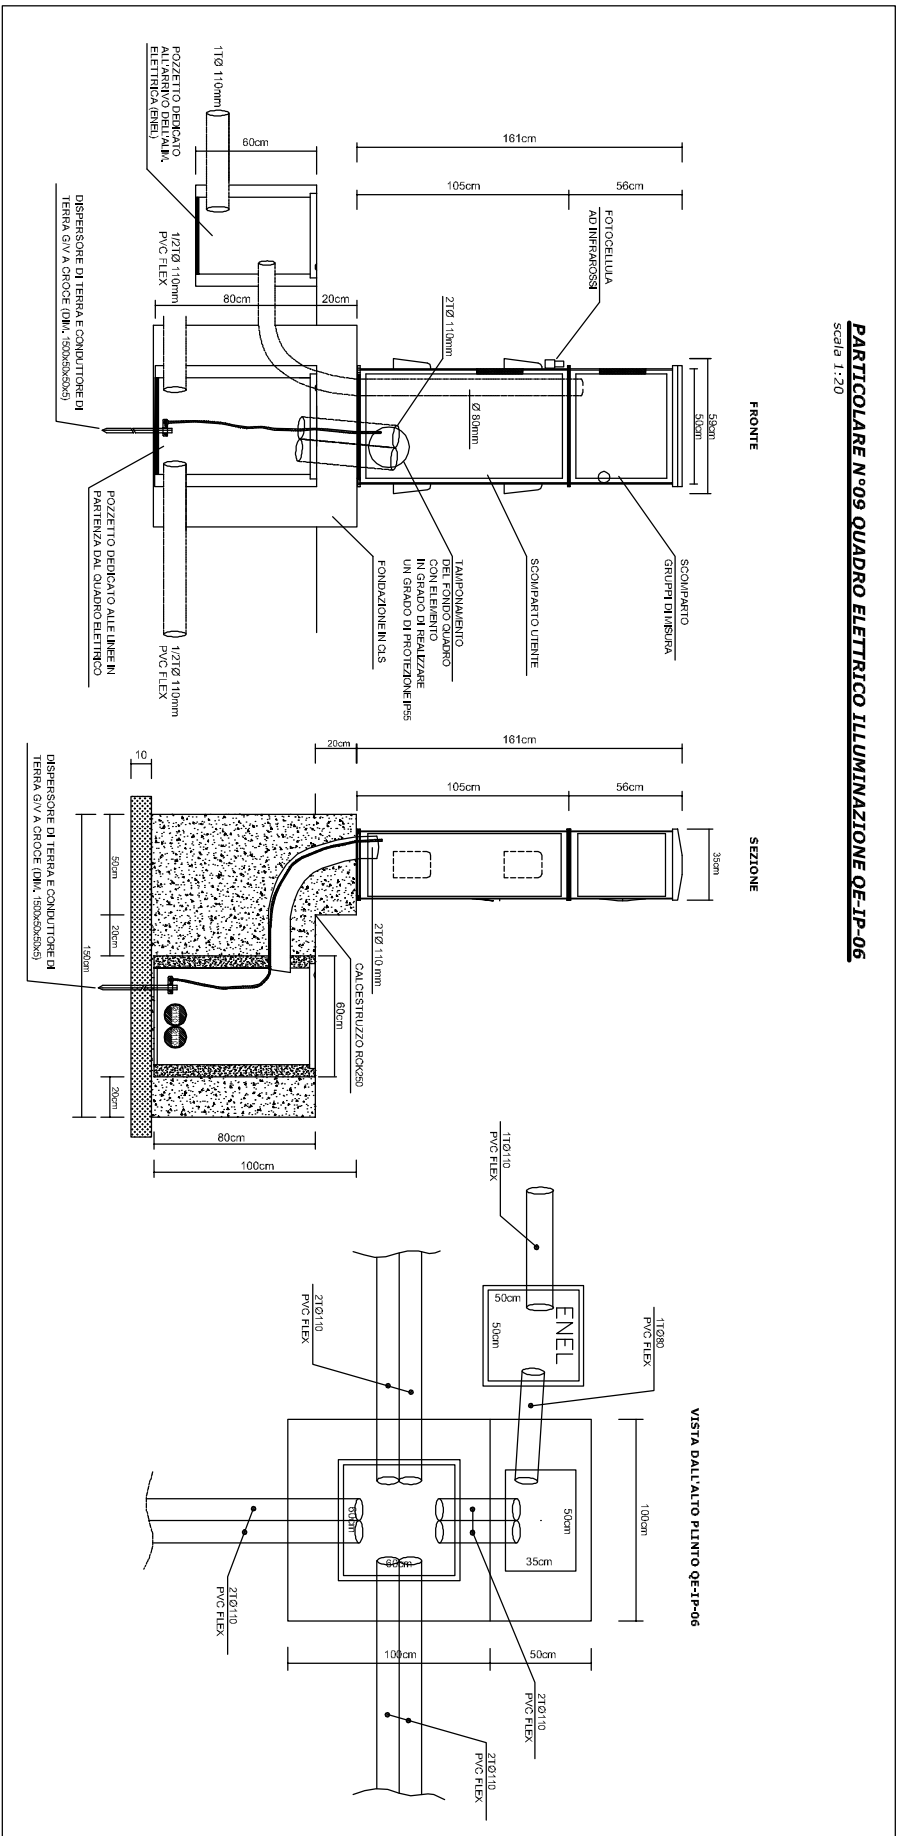 PARTICOLARE N°09 QUADRO ELETTRICO ILLUMINAZIONE QE-IP-06
scala 1:20
FRONTE
59cm
50cm
161cm
105cm
56cm
FOTOCELLULA
AD INFRAROSSI
SCOMPARTO
GRUPPI DI MISURA
SCOMPARTO UTENTE
Ø 80mm
2TØ 110mm
TAMPONAMENTO
DEL FONDO QUADRO
CON ELEMENTO
IN GRADO DI REALIZZARE
UN GRADO DI PROTEZIONE IP55
FONDAZIONE IN CLS
60cm
1TØ 110mm
POZZETTO DEDICATO
ALL'ARRIVO DELL'ALIM.
ELETTRICA (ENEL)
80cm
20cm
1/2TØ 110mm
PVC FLEX
1/2TØ 110mm
PVC FLEX
POZZETTO DEDICATO ALLE LINEE IN
PARTENZA DAL QUADRO ELETTRICO
DISPERSORE DI TERRA E CONDUTTORE DI
TERRA G/V A CROCE (DIM. 1500x50x50x5)
SEZIONE
35cm
161cm
105cm
56cm
20cm
2TØ 110 mm
CALCESTRUZZO RCK250
60cm
10
50cm
20cm
150cm
20cm
80cm
100cm
DISPERSORE DI TERRA E CONDUTTORE DI
TERRA G/V A CROCE (DIM. 1500x50x50x5)
VISTA DALL'ALTO PLINTO QE-IP-06
1TØ80
PVC FLEX
1TØ110
PVC FLEX
ENEL
50cm
50cm
100cm
50cm
35cm
60cm
60cm
2TØ110
PVC FLEX
2TØ110
PVC FLEX
2TØ110
PVC FLEX
2TØ110
PVC FLEX
100cm
50cm